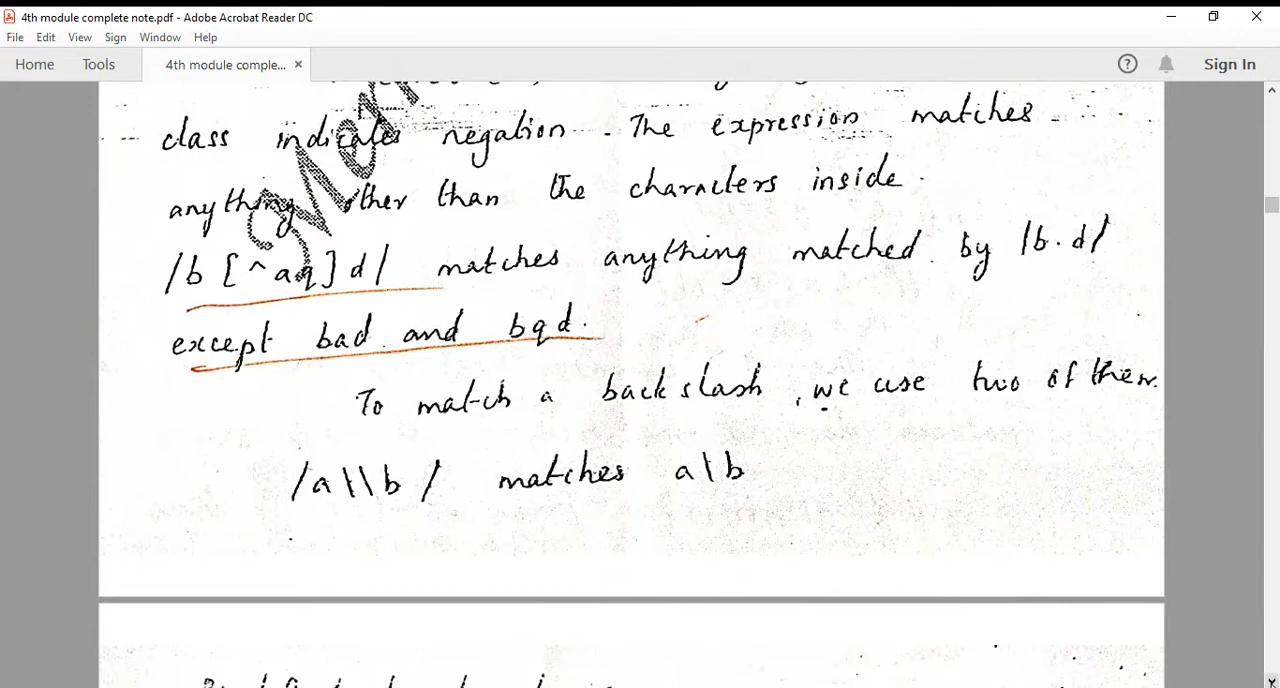 4th module complete note.pdf - Adobe Acrobat Reader DC
File Edit View Sign Window Help
Home Tools 4th module comple... × Sign In
class indicates negation. The expression matches
anything other than the characters inside.
/b [^aq] d/ matches anything matched by /b.d/
except bad and bqd.
To match a backslash, we use two of them.
/a\\b/ matches a\b